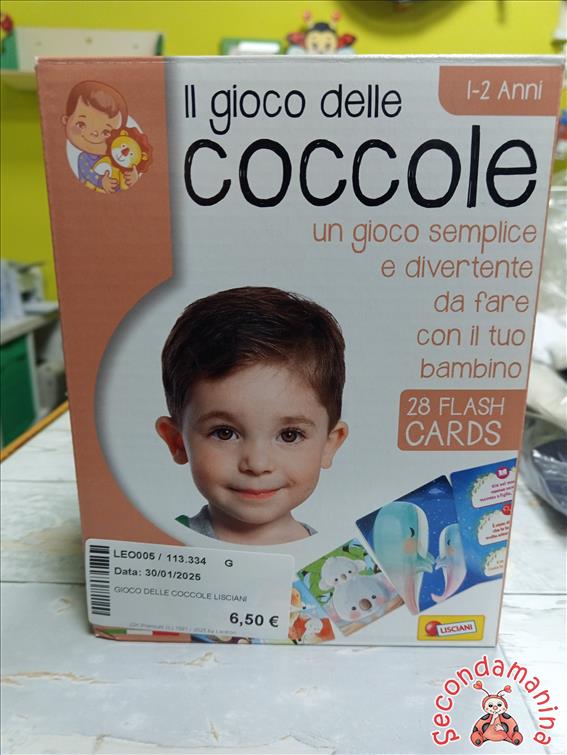 Il gioco delle
1-2 Anni
coccole
un gioco semplice
e divertente
da fare
con il tuo
bambino
28 FLASH
CARDS
LEO005 / 113.334 G
Data: 30/01/2025
GIOCO DELLE COCCOLE LISCIANI
6,50 €
LISCIANI
Secondamanina